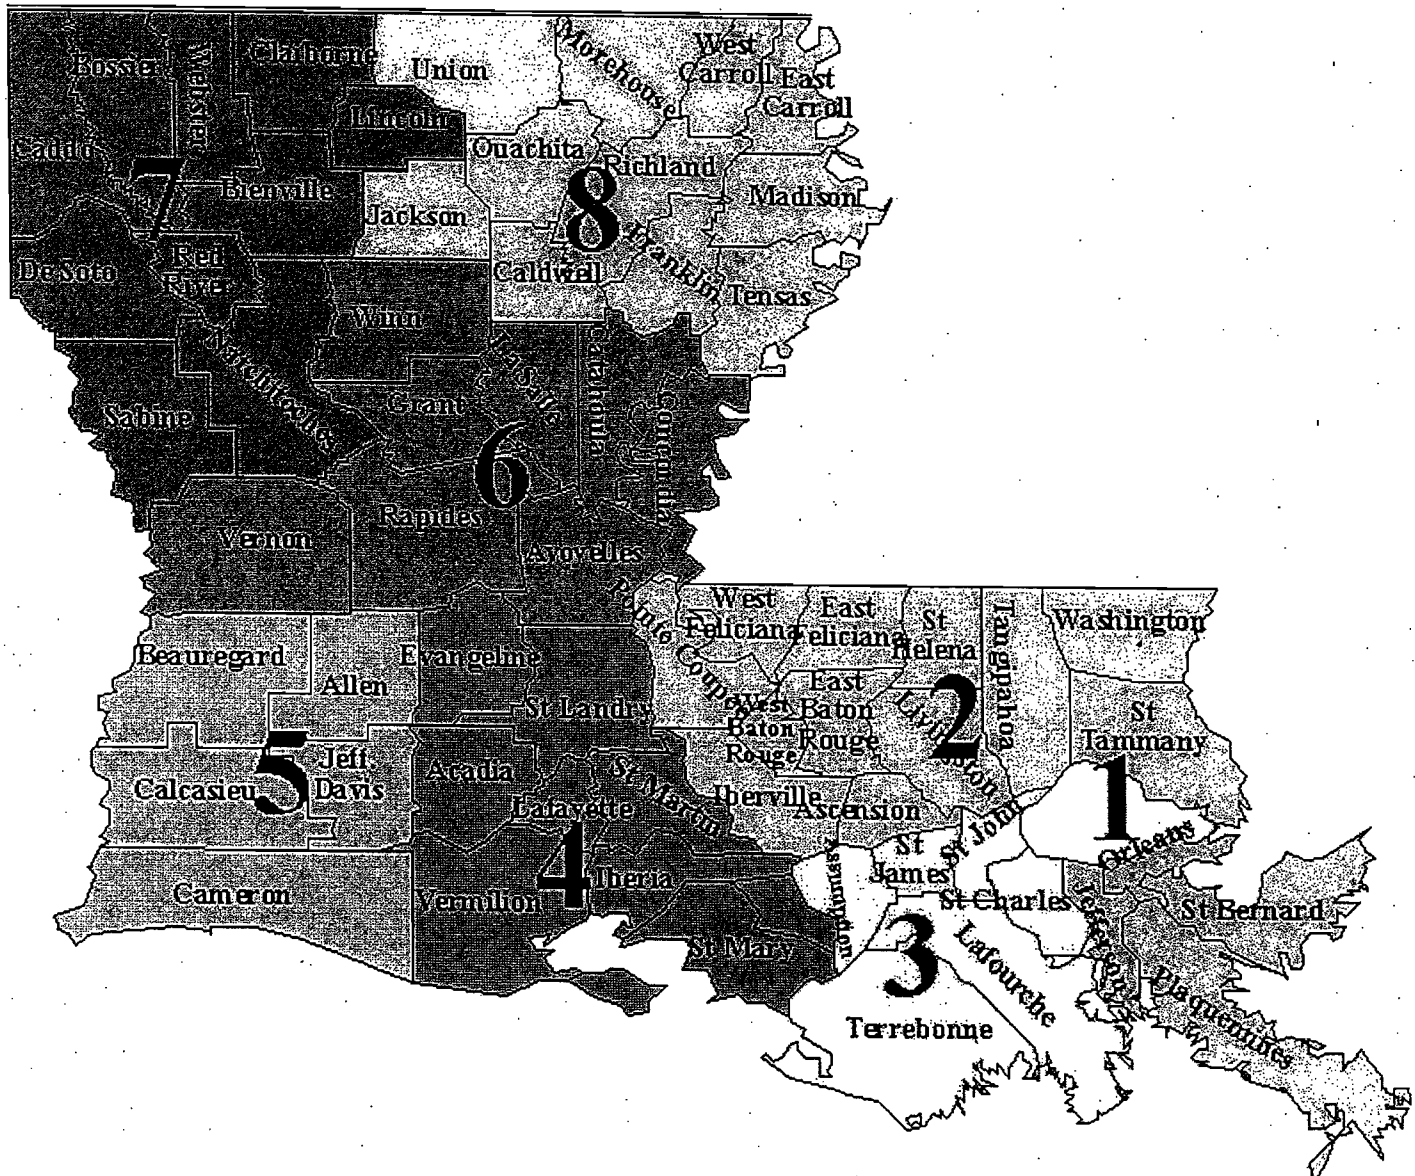 Bossier
Webster
Claiborne
Union
Morehouse
West
Carroll
East
Carroll
Lincoln
Caddo
Ouachita
Richland
7
Bienville
8
Madison
Jackson
Franklin
Red
River
De Soto
Caldwell
Tensas
Winn
Natchitoches
LaSalle
Catahoula
Grant
Sabine
Concordia
6
Rapides
Vernon
Avoyelles
Pointe Coupee
West
Feliciana
East
Feliciana
St
Helena
Tangipahoa
Washington
Beauregard
Evangeline
Allen
East
Baton
Rouge
West
Baton
Rouge
St Landry
Livingston
2
St
Tammany
5
Jeff
Davis
Calcasieu
Acadia
St Martin
Lafayette
Iberville
Ascension
1
St John
Orleans
St
James
Assumption
4
Iberia
Cameron
Vermilion
St Charles
Jefferson
St Bernard
St Mary
3
Lafourche
Plaquemines
Terrebonne